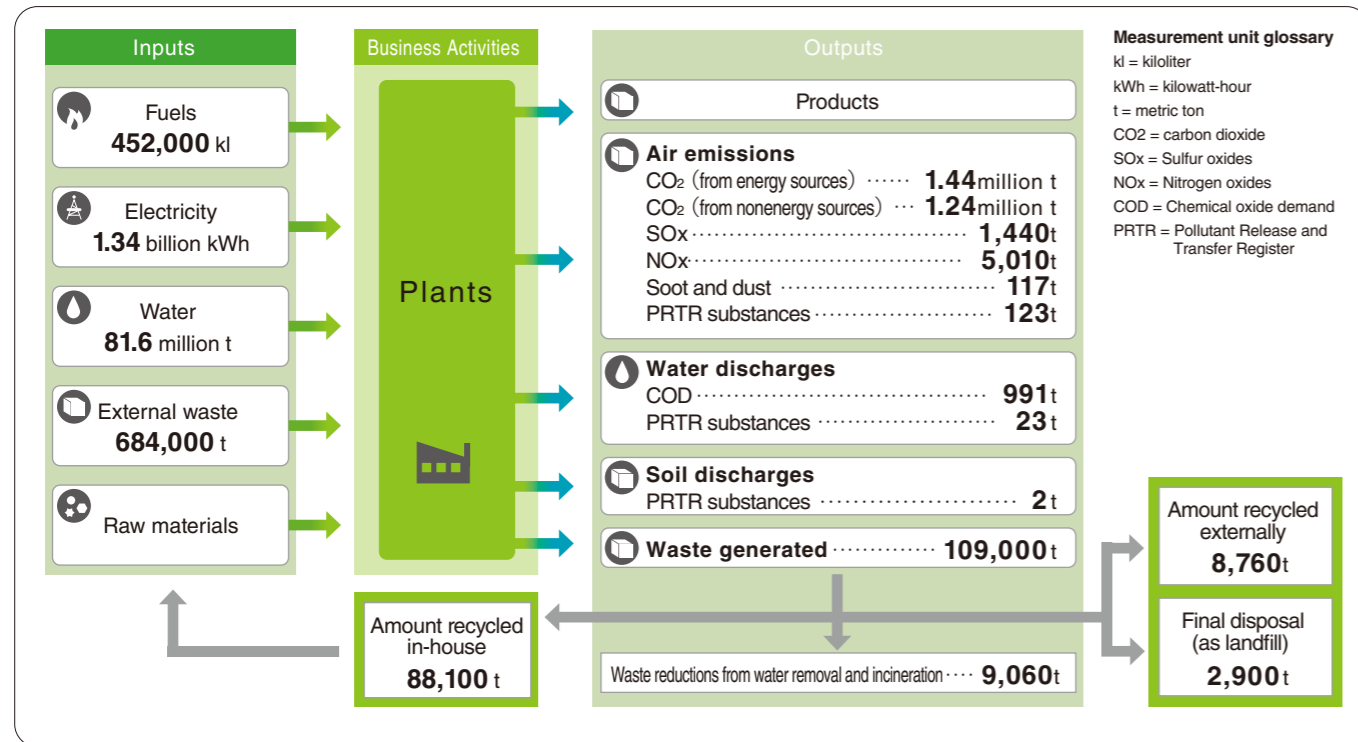 Inputs
Fuels
452,000 kl
Electricity
1.34 billion kWh
Water
81.6 million t
External waste
684,000 t
Raw materials
Business Activities
Plants
Amount recycled
in-house
88,100 t
Outputs
Products
Air emissions
CO2 (from energy sources) ······ 1.44million t
CO2 (from nonenergy sources) ··· 1.24million t
SOx ······ 1,440t
NOx ······ 5,010t
Soot and dust ······ 117t
PRTR substances ······ 123t
Water discharges
COD ······ 991t
PRTR substances ······ 23t
Soil discharges
PRTR substances ······ 2t
Waste generated ······ 109,000t
Waste reductions from water removal and incineration ···· 9,060t
Measurement unit glossary
kl = kiloliter
kWh = kilowatt-hour
t = metric ton
CO2 = carbon dioxide
SOx = Sulfur oxides
NOx = Nitrogen oxides
COD = Chemical oxide demand
PRTR = Pollutant Release and
Transfer Register
Amount recycled
externally
8,760t
Final disposal
(as landfill)
2,900t